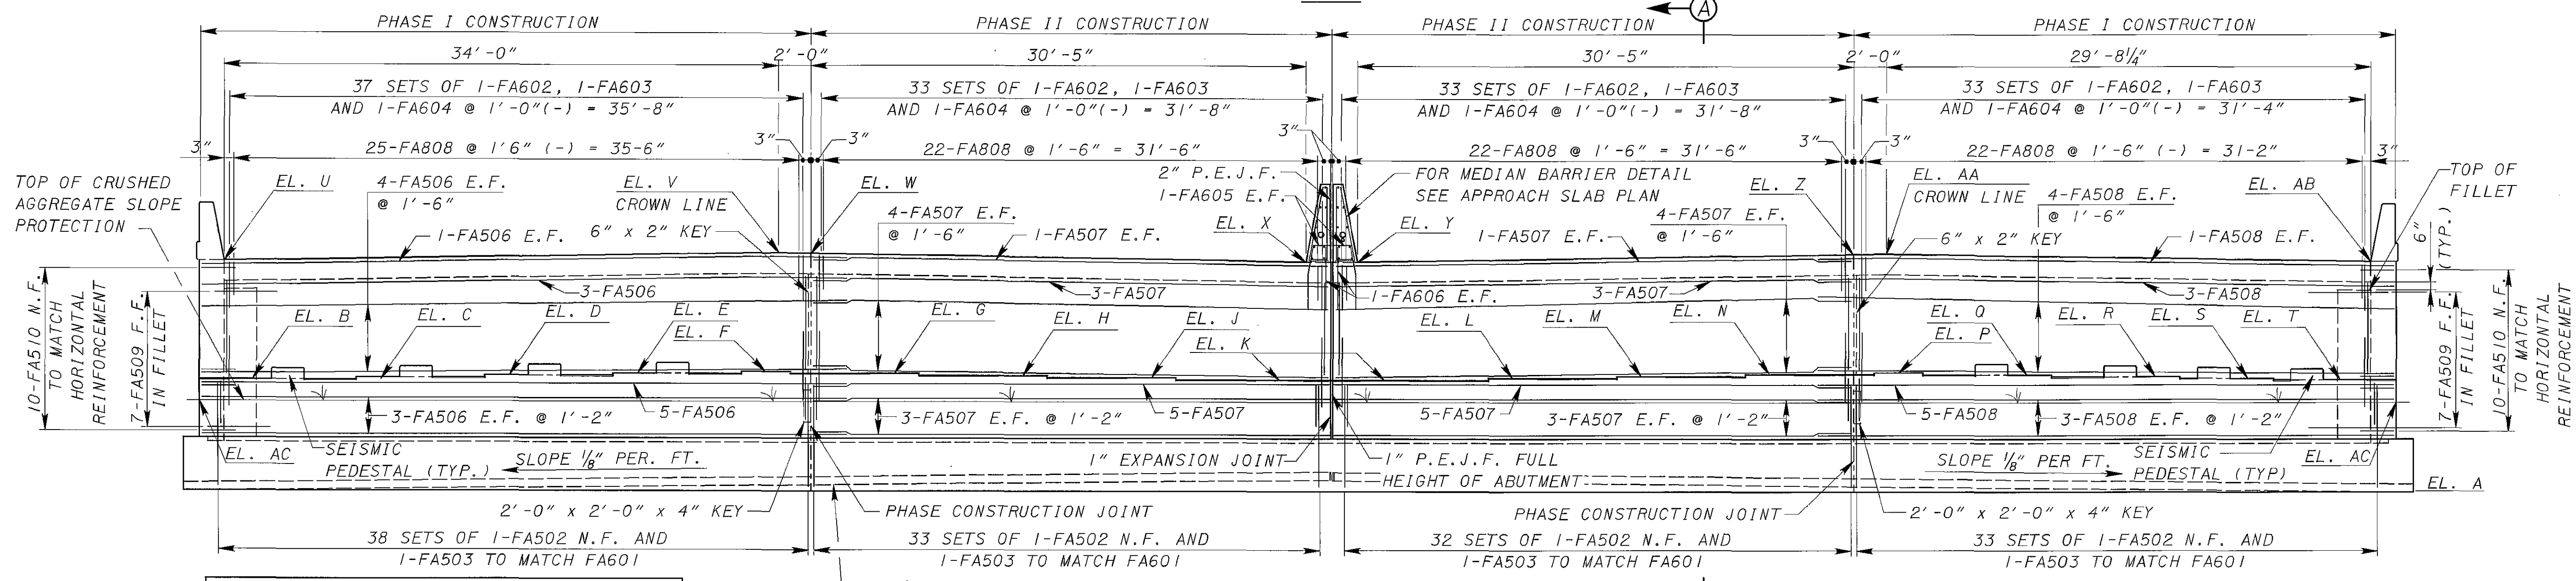 A
PHASE I CONSTRUCTION
PHASE II CONSTRUCTION
PHASE II CONSTRUCTION
PHASE I CONSTRUCTION
34'-0"
2'-0"
30'-5"
30'-5"
2'-0"
29'-8¼"
37 SETS OF 1-FA602, 1-FA603
AND 1-FA604 @ 1'-0"(-) = 35'-8"
33 SETS OF 1-FA602, 1-FA603
AND 1-FA604 @ 1'-0"(-) = 31'-8"
33 SETS OF 1-FA602, 1-FA603
AND 1-FA604 @ 1'-0"(-) = 31'-8"
33 SETS OF 1-FA602, 1-FA603
AND 1-FA604 @ 1'-0"(-) = 31'-4"
3"
25-FA808 @ 1'6" (-) = 35-6"
3"
3"
22-FA808 @ 1'-6" = 31'-6"
3"
22-FA808 @ 1'-6" = 31'-6"
3"
3"
22-FA808 @ 1'-6" (-) = 31-2"
3"
TOP OF CRUSHED
AGGREGATE SLOPE
PROTECTION
EL. U
4-FA506 E.F.
@ 1'-6"
EL. V
CROWN LINE
EL. W
2" P.E.J.F.
1-FA605 E.F.
FOR MEDIAN BARRIER DETAIL
SEE APPROACH SLAB PLAN
EL. Z
EL. AA
CROWN LINE
4-FA508 E.F.
@ 1'-6"
EL. AB
TOP OF
FILLET
1-FA506 E.F.
6" x 2" KEY
4-FA507 E.F.
@ 1'-6"
1-FA507 E.F.
EL. X
EL. Y
1-FA507 E.F.
4-FA507 E.F.
@ 1'-6"
6" x 2" KEY
1-FA508 E.F.
6"
(TYP.)
10-FA510 N.F.
TO MATCH
HORIZONTAL
REINFORCEMENT
7-FA509 F.F.
IN FILLET
3-FA506
3-FA507
1-FA606 E.F.
3-FA507
3-FA508
7-FA509 F.F.
IN FILLET
10-FA510 N.F.
TO MATCH
HORIZONTAL
REINFORCEMENT
EL. B
EL. C
EL. D
EL. E
EL. F
EL. G
EL. H
EL. J
EL. K
EL. L
EL. M
EL. N
EL. Q
EL. P
EL. R
EL. S
EL. T
3-FA506 E.F. @ 1'-2"
5-FA506
3-FA507 E.F. @ 1'-2"
5-FA507
5-FA507
3-FA507 E.F. @ 1'-2"
5-FA508
3-FA508 E.F. @ 1'-2"
EL. AC
SEISMIC
PEDESTAL (TYP.)
SLOPE ⅛" PER. FT.
1" EXPANSION JOINT
1" P.E.J.F. FULL
HEIGHT OF ABUTMENT
SLOPE ⅛" PER FT.
SEISMIC
PEDESTAL (TYP)
EL. AC
EL. A
2'-0" x 2'-0" x 4" KEY
PHASE CONSTRUCTION JOINT
PHASE CONSTRUCTION JOINT
2'-0" x 2'-0" x 4" KEY
38 SETS OF 1-FA502 N.F. AND
1-FA503 TO MATCH FA601
33 SETS OF 1-FA502 N.F. AND
1-FA503 TO MATCH FA601
32 SETS OF 1-FA502 N.F. AND
1-FA503 TO MATCH FA601
33 SETS OF 1-FA502 N.F. AND
1-FA503 TO MATCH FA601